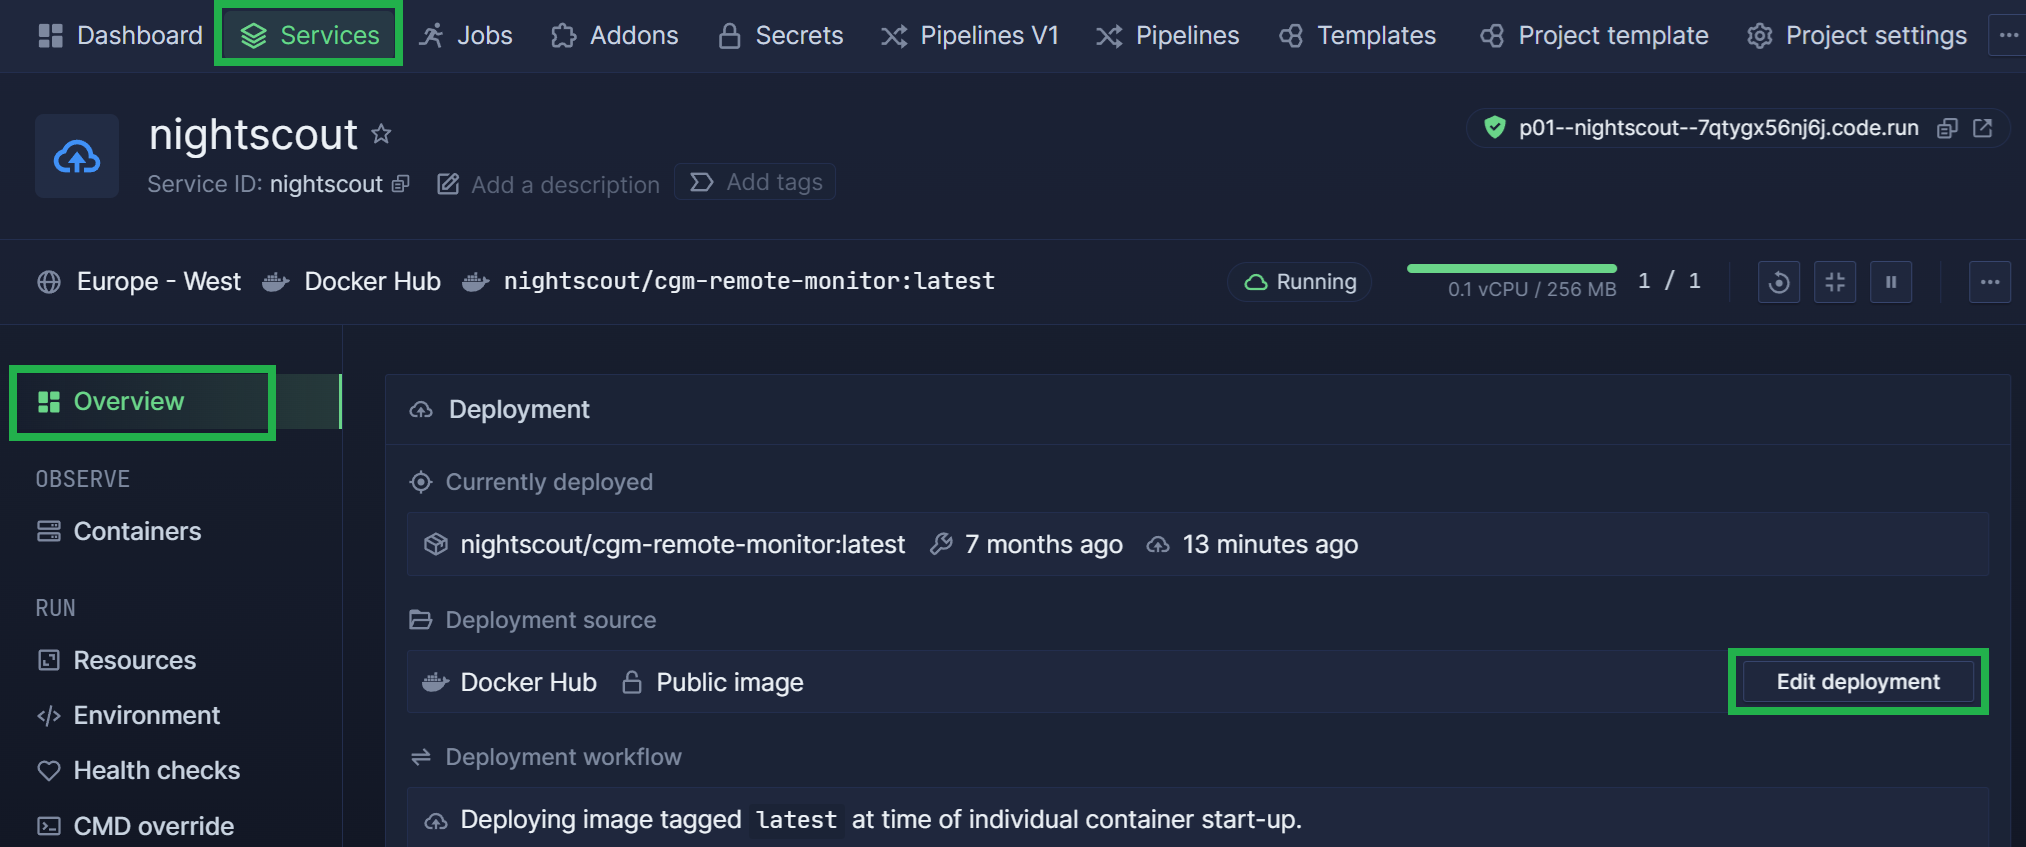 Dashboard Services Jobs Addons Secrets Pipelines V1 Pipelines Templates Project template Project settings
nightscout
p01--nightscout--7qtygx56nj6j.code.run
Service ID: nightscout Add a description Add tags
Europe - West Docker Hub nightscout/cgm-remote-monitor:latest Running 0.1 vCPU / 256 MB 1 / 1
Overview
OBSERVE
Containers
RUN
Resources
Environment
Health checks
CMD override
Deployment
Currently deployed
nightscout/cgm-remote-monitor:latest 7 months ago 13 minutes ago
Deployment source
Docker Hub Public image Edit deployment
Deployment workflow
Deploying image tagged latest at time of individual container start-up.